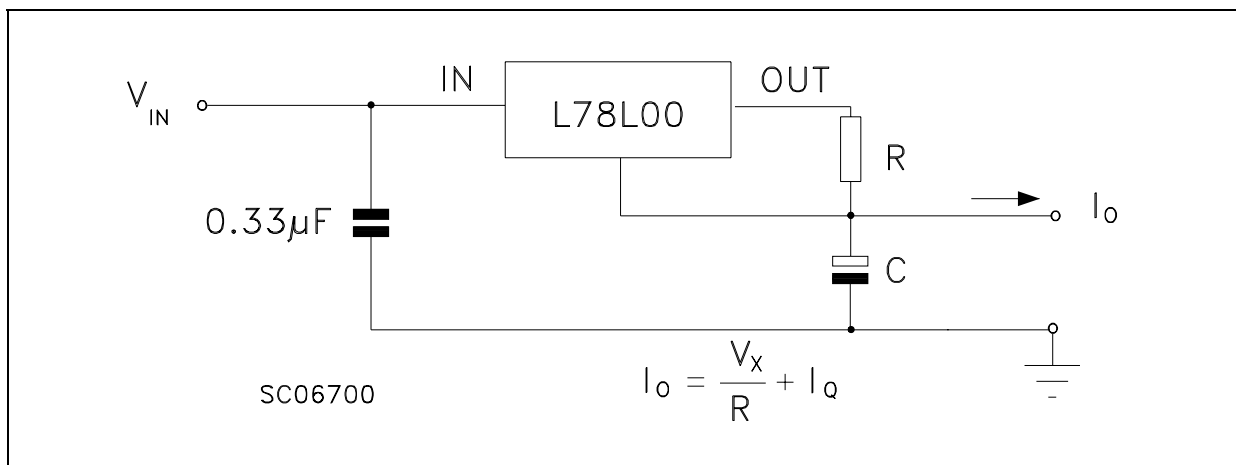 V_IN
IN
L78L00
OUT
R
0.33µF
I_O
C
SC06700
I_O = V_X / R + I_Q